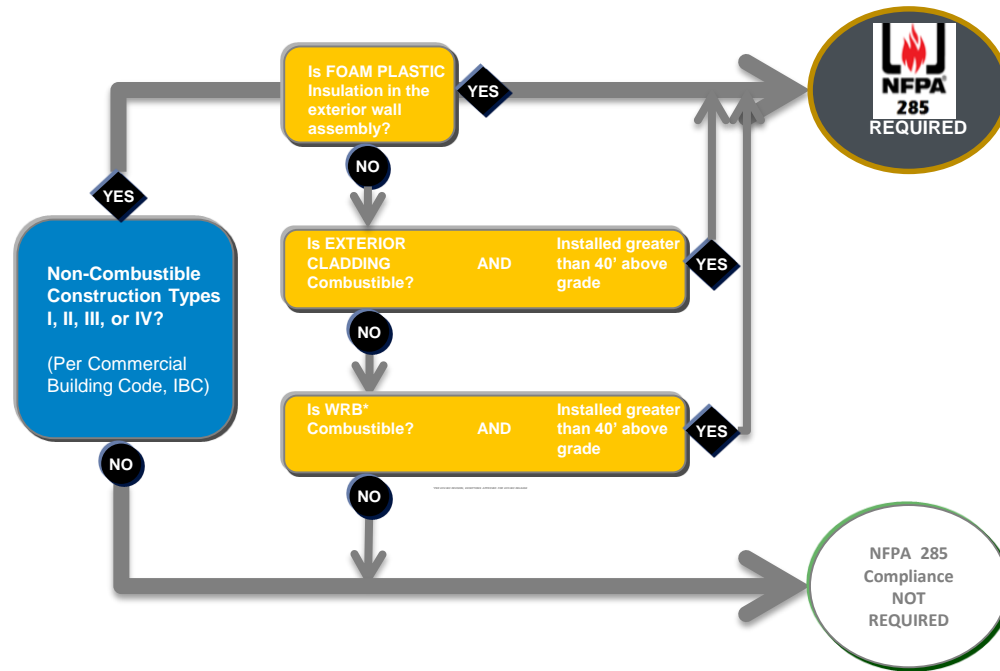 Is FOAM PLASTIC
Insulation in the
exterior wall
assembly?
YES
NFPA®
285
REQUIRED
NO
YES
Non-Combustible
Construction Types
I, II, III, or IV?
(Per Commercial
Building Code, IBC)
Is EXTERIOR
CLADDING
Combustible?
AND
Installed greater
than 40' above
grade
YES
NO
Is WRB*
Combustible?
AND
Installed greater
than 40' above
grade
YES
NO
NO
NFPA 285
Compliance
NOT
REQUIRED